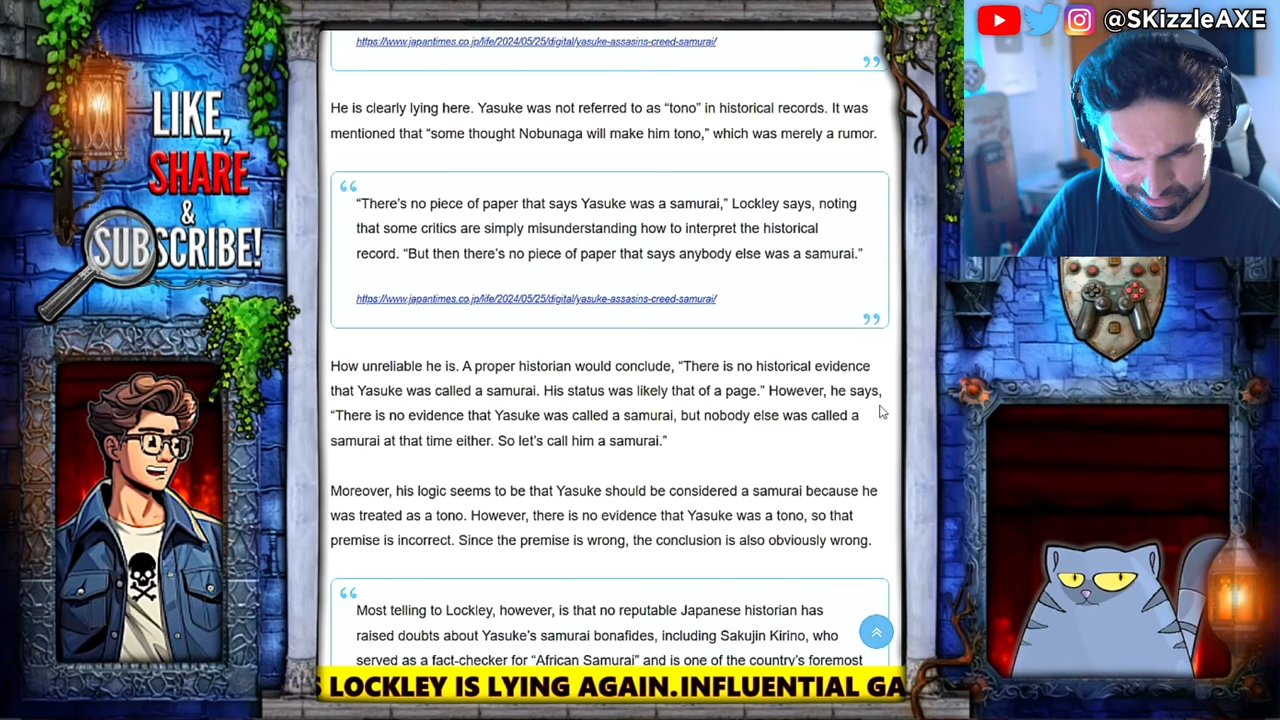 @SKizzleAXE
LIKE,
SHARE
&
SUBSCRIBE!
https://www.japantimes.co.jp/life/2024/05/25/digital/yasuke-assasins-creed-samurai/
”
He is clearly lying here. Yasuke was not referred to as “tono” in historical records. It was
mentioned that “some thought Nobunaga will make him tono,” which was merely a rumor.
“
“There’s no piece of paper that says Yasuke was a samurai,” Lockley says, noting
that some critics are simply misunderstanding how to interpret the historical
record. “But then there’s no piece of paper that says anybody else was a samurai.”
https://www.japantimes.co.jp/life/2024/05/25/digital/yasuke-assasins-creed-samurai/
”
How unreliable he is. A proper historian would conclude, “There is no historical evidence
that Yasuke was called a samurai. His status was likely that of a page.” However, he says,
“There is no evidence that Yasuke was called a samurai, but nobody else was called a
samurai at that time either. So let’s call him a samurai.”
Moreover, his logic seems to be that Yasuke should be considered a samurai because he
was treated as a tono. However, there is no evidence that Yasuke was a tono, so that
premise is incorrect. Since the premise is wrong, the conclusion is also obviously wrong.
“
Most telling to Lockley, however, is that no reputable Japanese historian has
raised doubts about Yasuke’s samurai bonafides, including Sakujin Kirino, who
served as a fact-checker for “African Samurai” and is one of the country’s foremost
S LOCKLEY IS LYING AGAIN.INFLUENTIAL GA